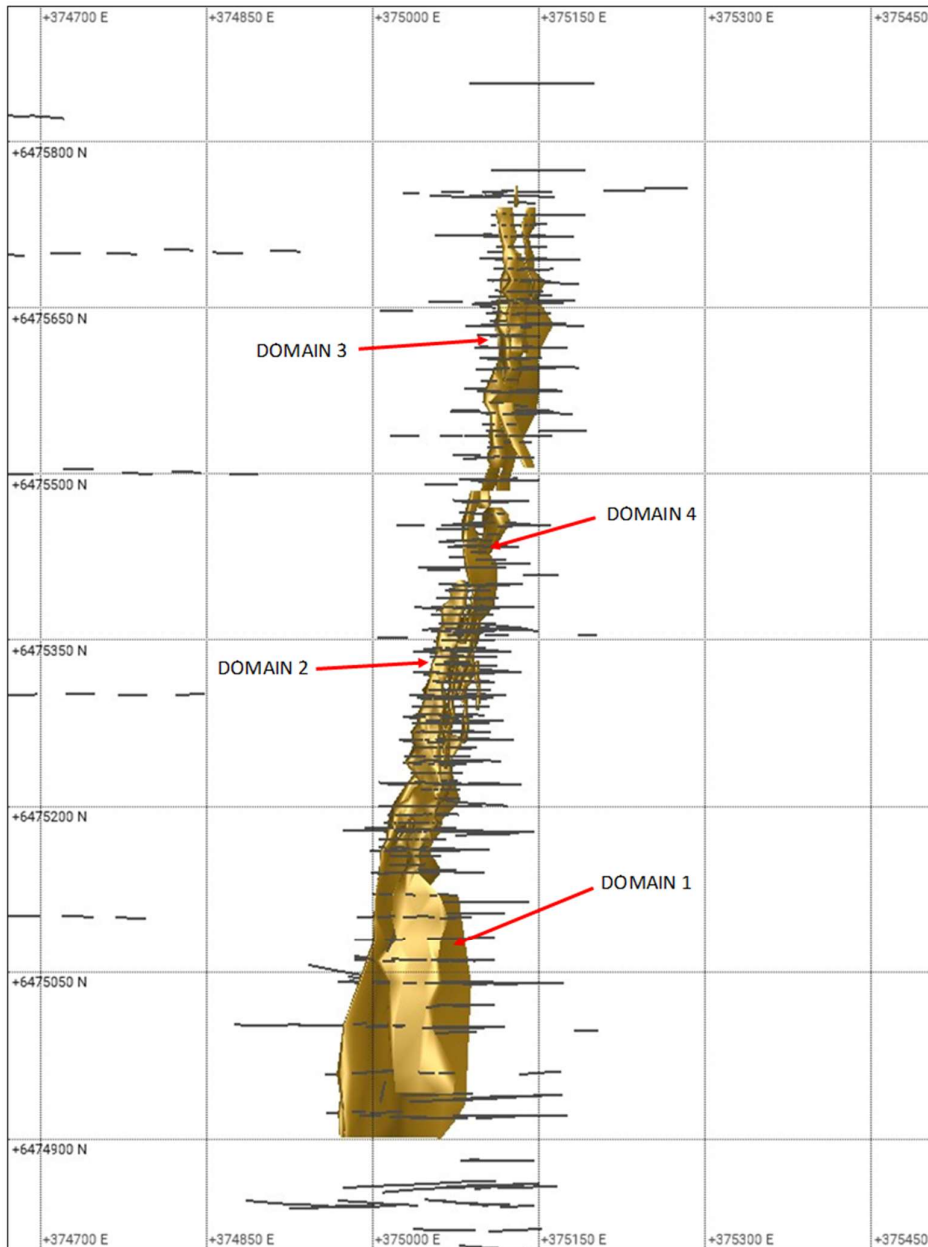 +374700 E +374850 E +375000 E +375150 E +375300 E +375450
+6475800 N
+6475650 N
DOMAIN 3
+6475500 N
DOMAIN 4
+6475350 N
DOMAIN 2
+6475200 N
DOMAIN 1
+6475050 N
+6474900 N
+374700 E +374850 E +375000 E +375150 E +375300 E +375450